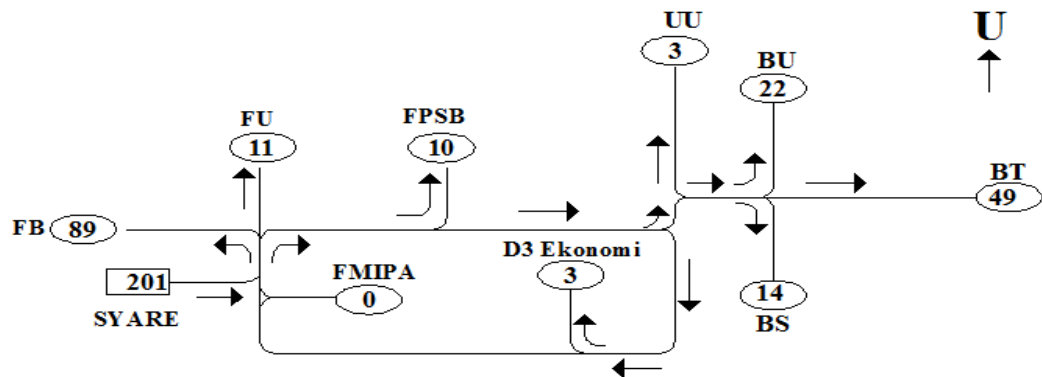 UU
3
U
BU
22
FU
11
FPSB
10
BT
49
FB 89
D3 Ekonomi
3
FMIPA
0
201
SYARE
14
BS